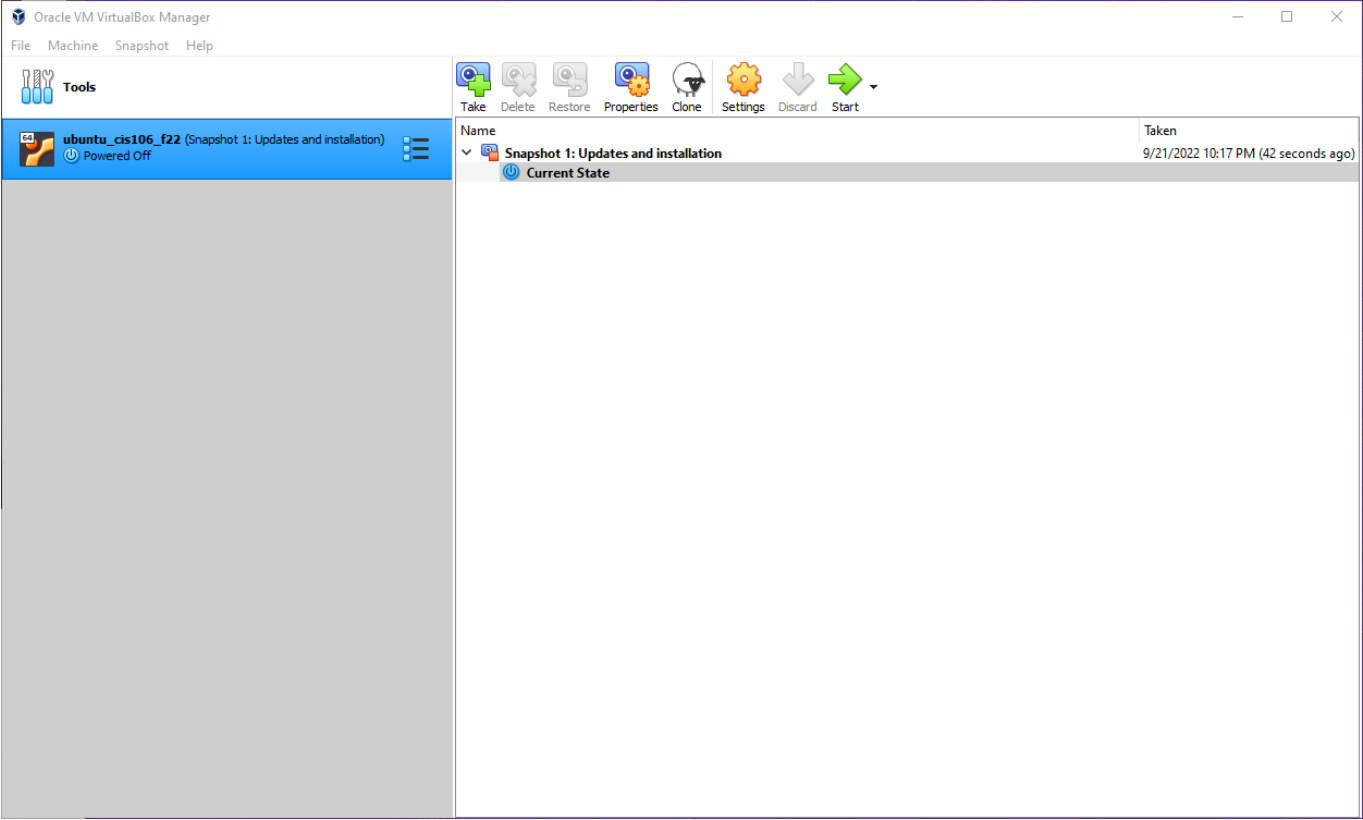 Oracle VM VirtualBox Manager
File Machine Snapshot Help
Tools
Take Delete Restore Properties Clone Settings Discard Start
64
ubuntu_cis106_f22 (Snapshot 1: Updates and installation)
Powered Off
Name Taken
Snapshot 1: Updates and installation 9/21/2022 10:17 PM (42 seconds ago)
Current State